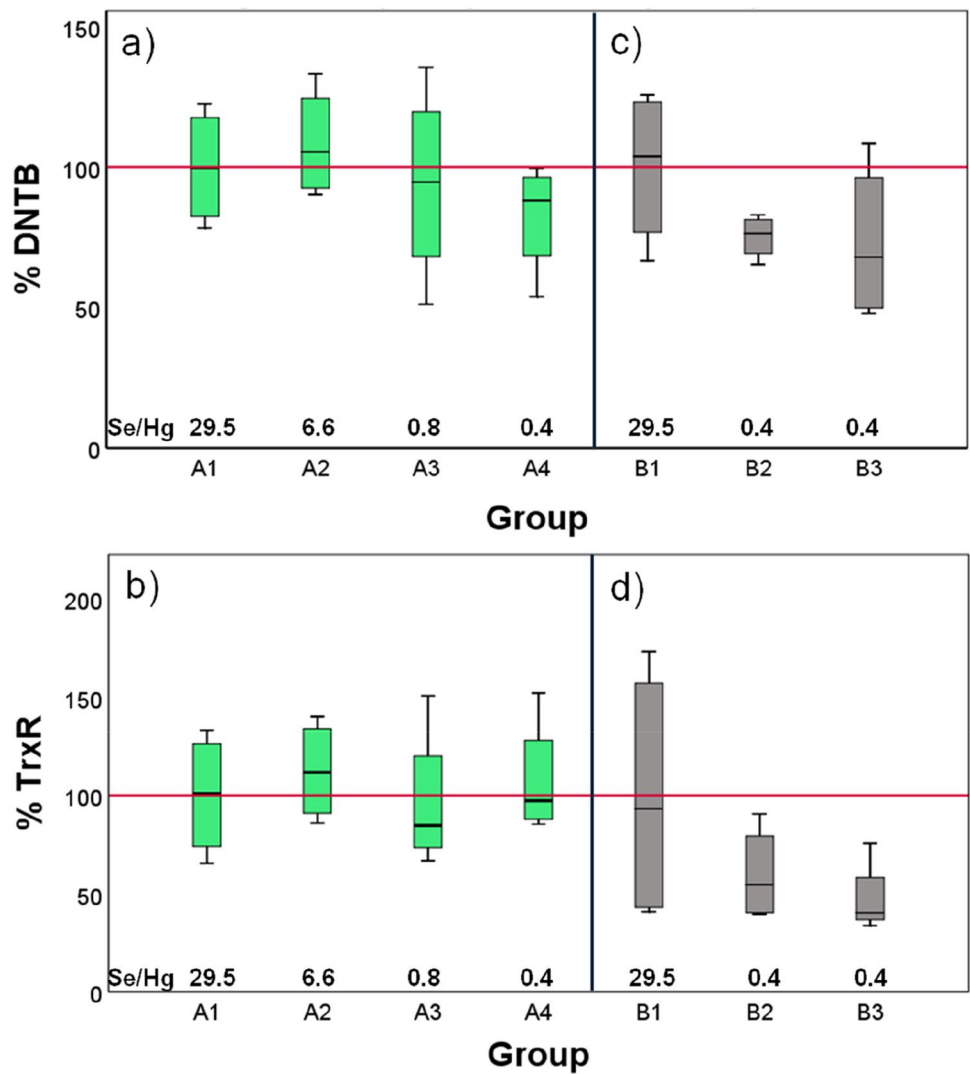 a)
c)
150
100
50
0
% DNTB
Se/Hg 29.5 6.6 0.8 0.4 29.5 0.4 0.4
A1 A2 A3 A4 B1 B2 B3
Group
b)
d)
200
150
100
50
0
% TrxR
Se/Hg 29.5 6.6 0.8 0.4 29.5 0.4 0.4
A1 A2 A3 A4 B1 B2 B3
Group